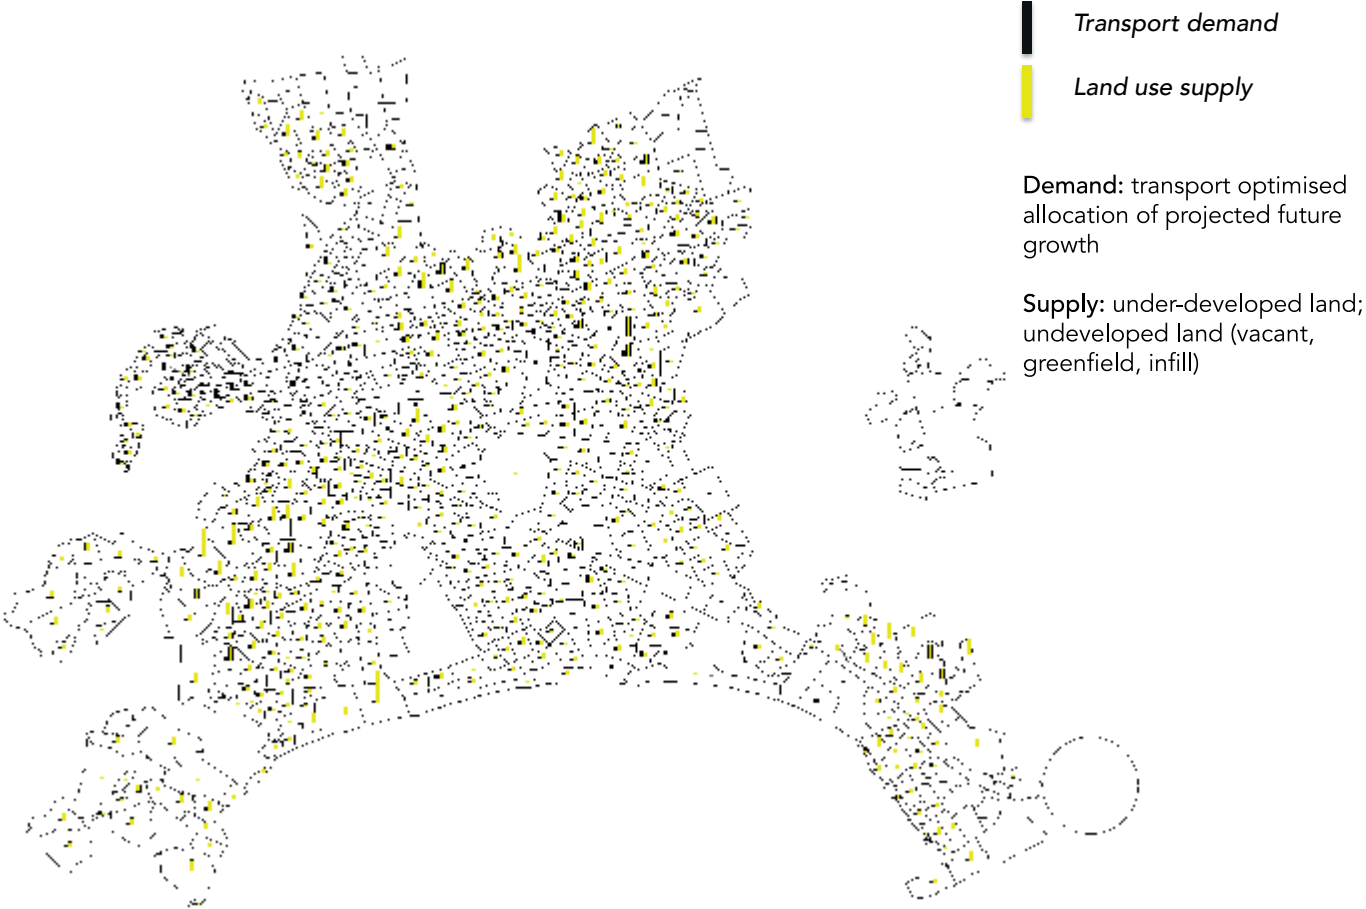 Transport demand
Land use supply
Demand: transport optimised
allocation of projected future
growth
Supply: under-developed land;
undeveloped land (vacant,
greenfield, infill)